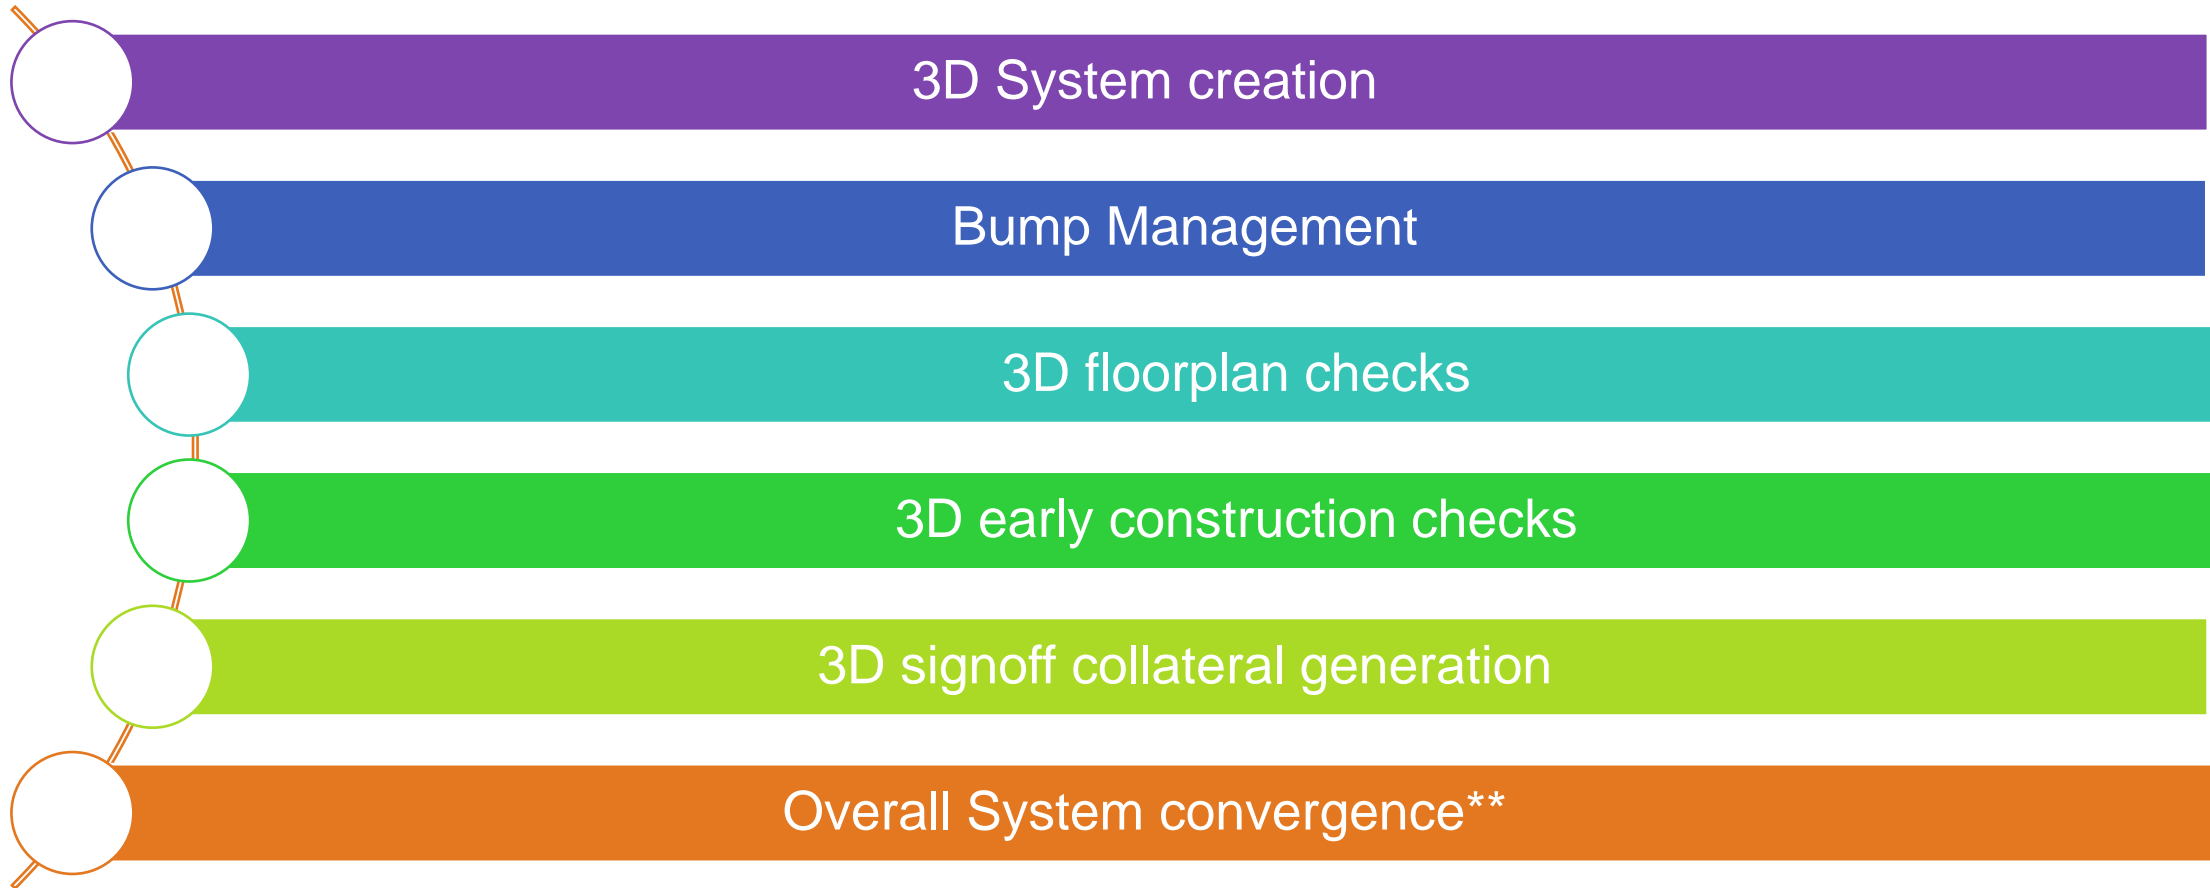 3D System creation
Bump Management
3D floorplan checks
3D early construction checks
3D signoff collateral generation
Overall System convergence**